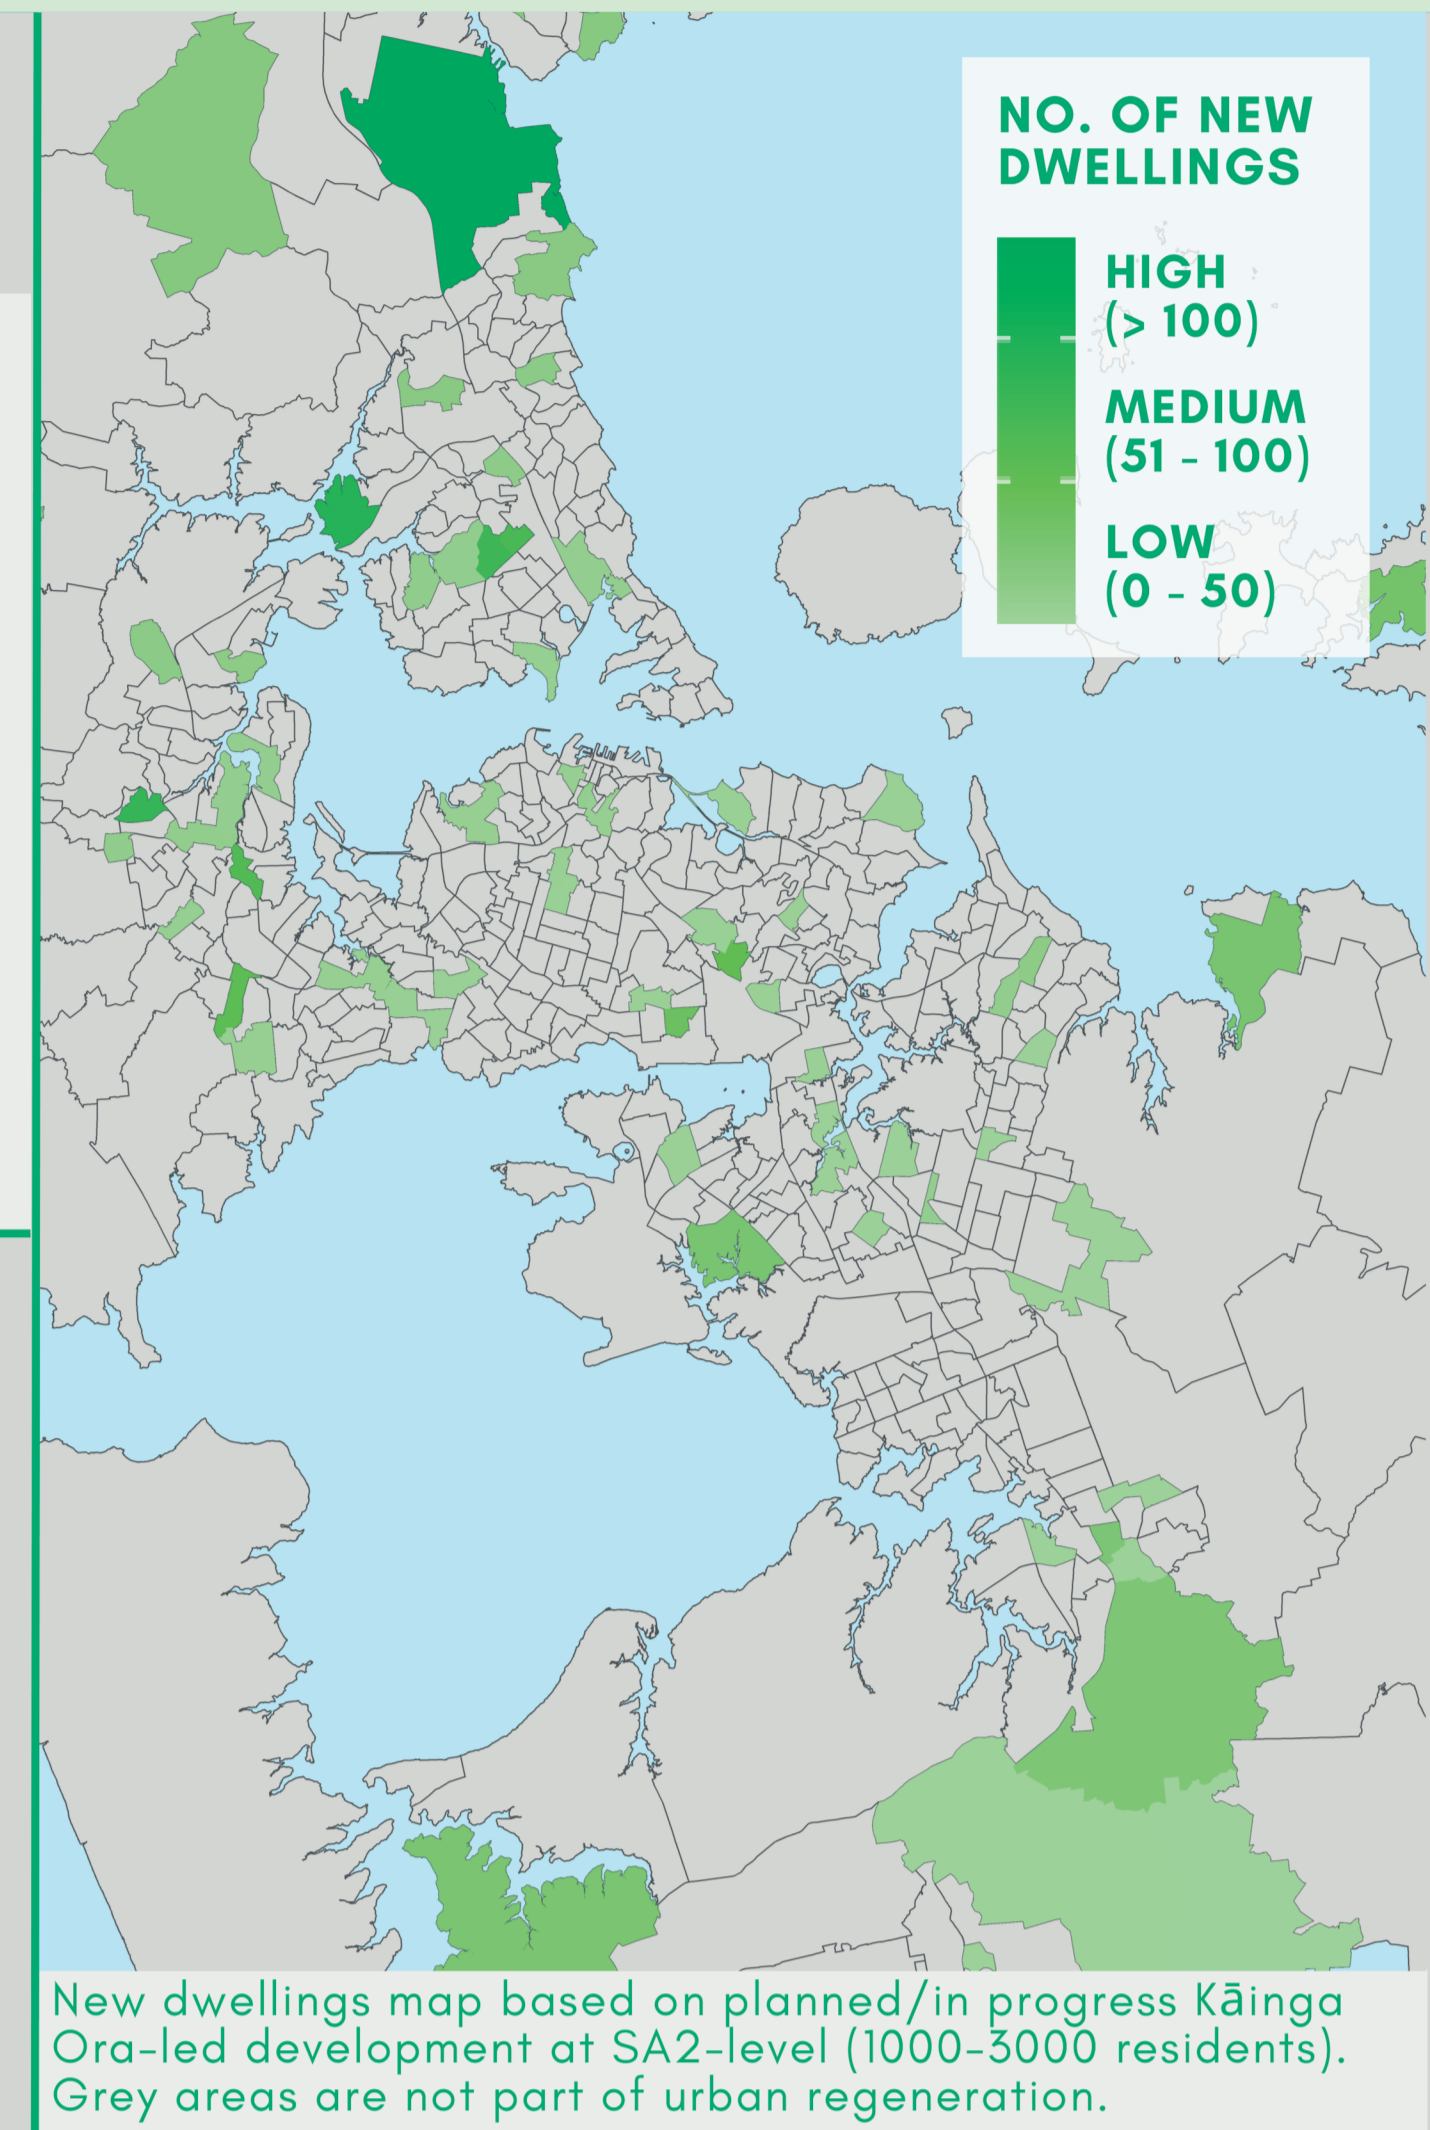 NO. OF NEW
DWELLINGS
HIGH
(> 100)
MEDIUM
(51 - 100)
LOW
(0 - 50)
New dwellings map based on planned/in progress Kāinga
Ora-led development at SA2-level (1000-3000 residents).
Grey areas are not part of urban regeneration.